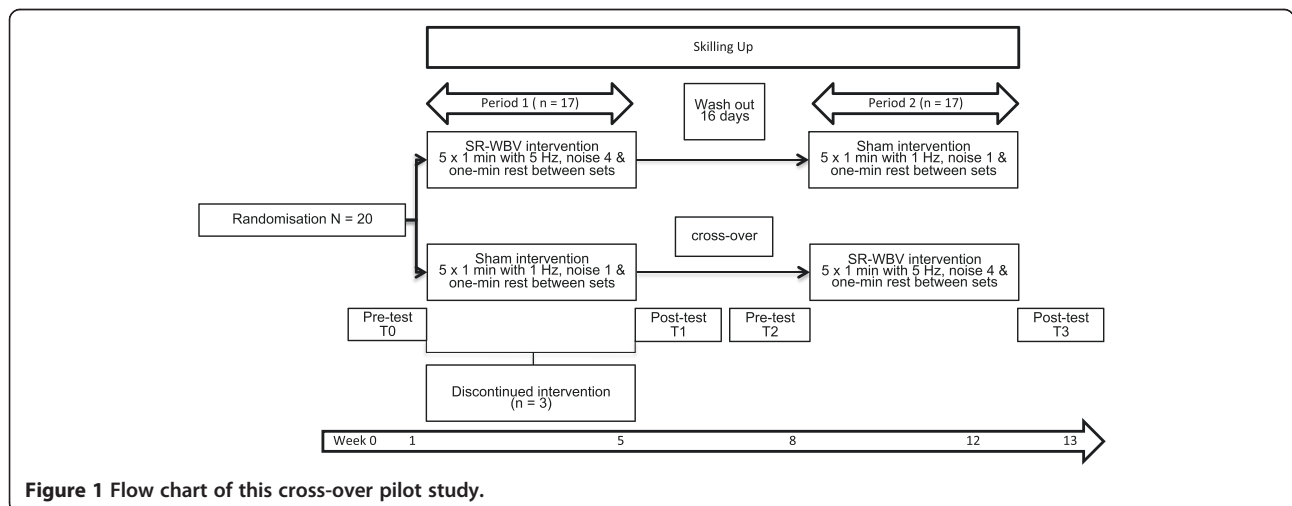 Skilling Up
Period 1 ( n = 17)
Wash out
16 days
Period 2 (n = 17)
SR-WBV intervention
5 x 1 min with 5 Hz, noise 4 &
one-min rest between sets
Sham intervention
5 x 1 min with 1 Hz, noise 1 &
one-min rest between sets
Randomisation N = 20
cross-over
Sham intervention
5 x 1 min with 1 Hz, noise 1 &
one-min rest between sets
SR-WBV intervention
5 x 1 min with 5 Hz, noise 4 &
one-min rest between sets
Pre-test
T0
Post-test
T1
Pre-test
T2
Post-test
T3
Discontinued intervention
(n = 3)
Week 0 1 5 8 12 13
Figure 1 Flow chart of this cross-over pilot study.